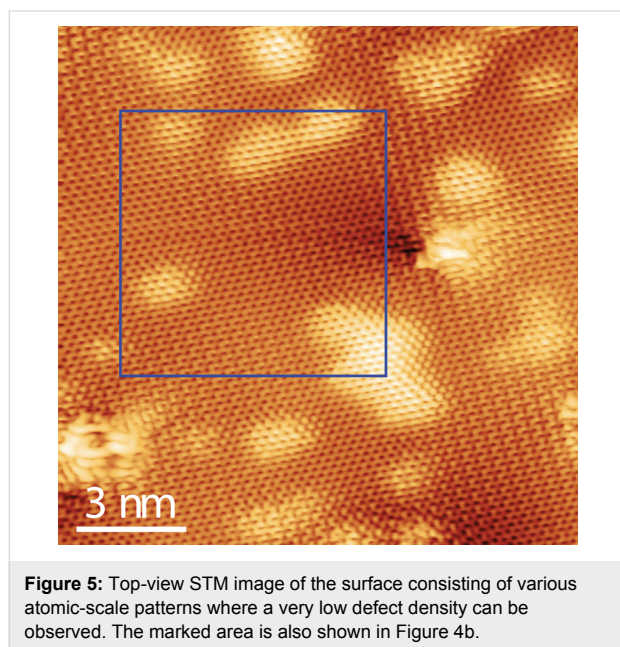 3 nm
Figure 5: Top-view STM image of the surface consisting of various
atomic-scale patterns where a very low defect density can be
observed. The marked area is also shown in Figure 4b.